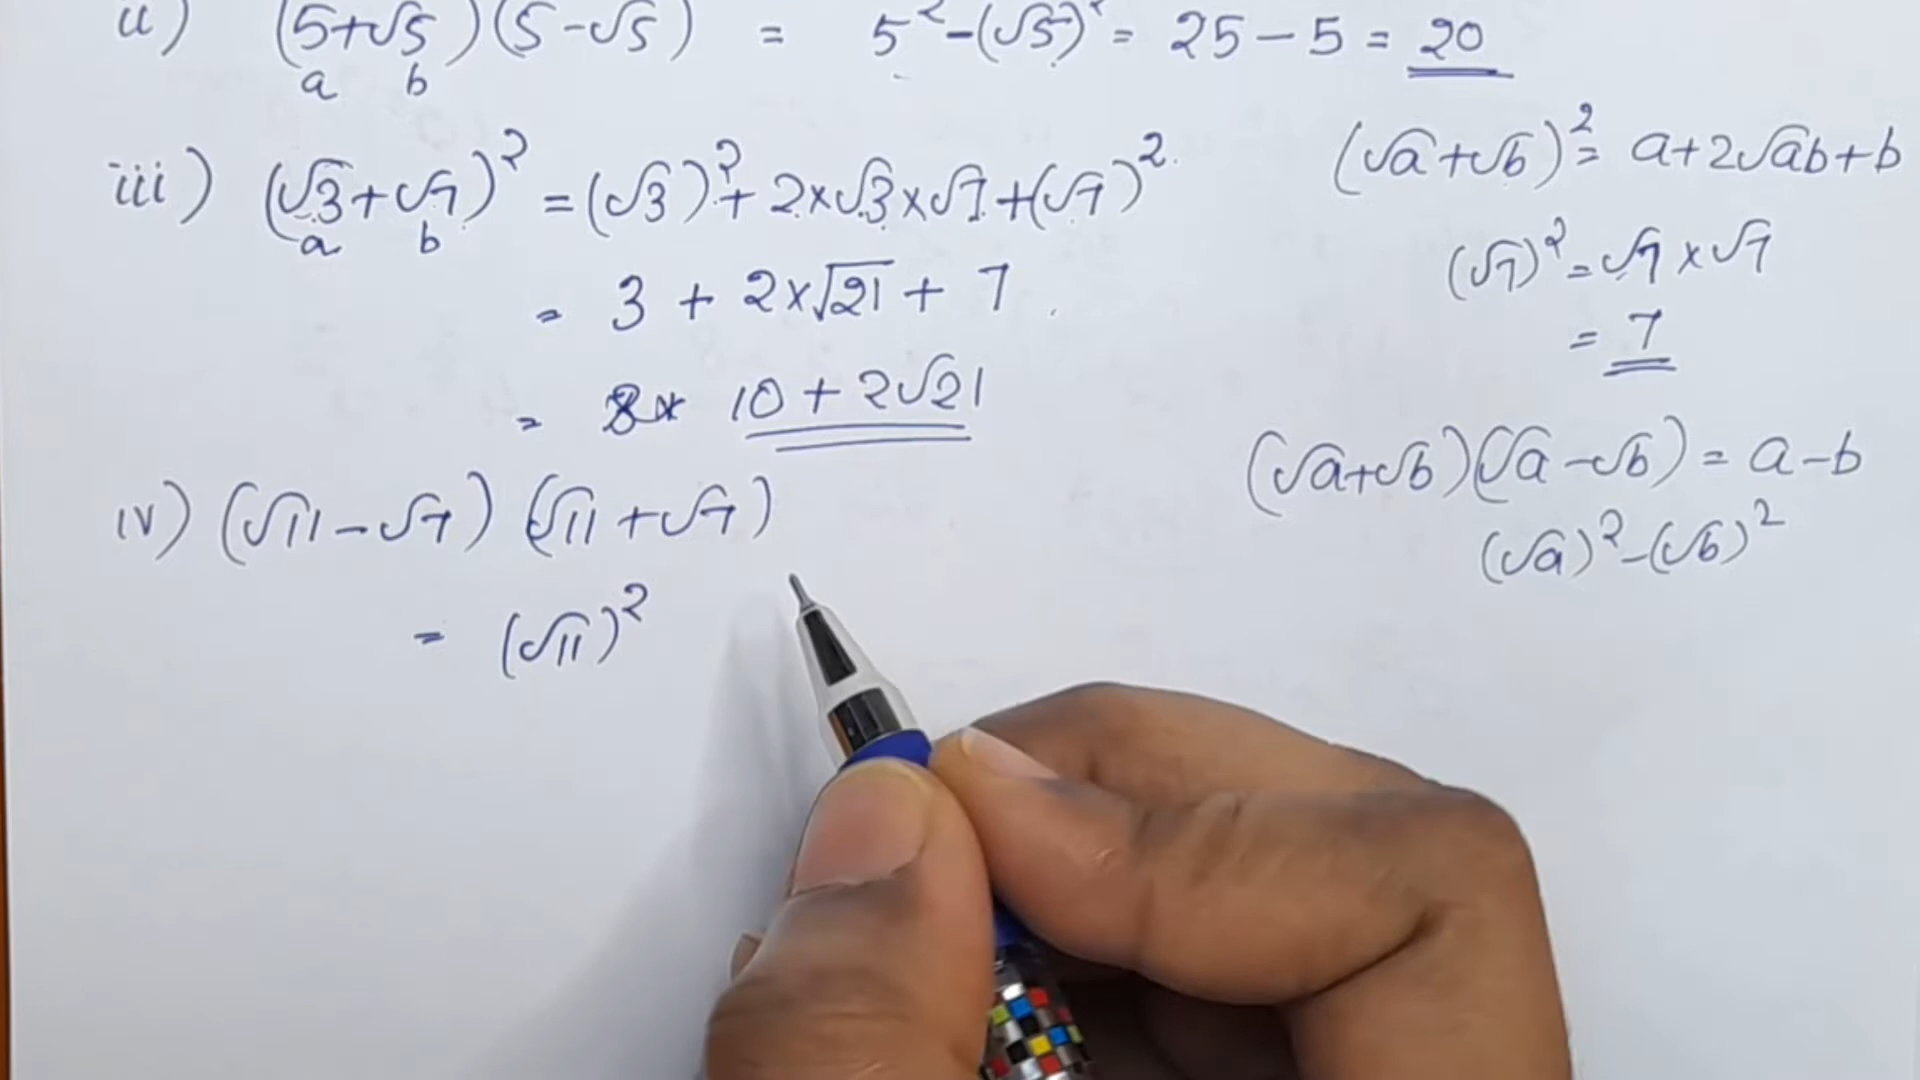 ii) (5+√5)(5-√5) = 5²-(√5)² = 25-5 = 20
a b
iii) (√3+√7)² = (√3)²+2×√3×√7+(√7)²
a b
= 3 + 2×√21 + 7
= 10+2√21
iv) (√11-√7) (√11+√7)
= (√11)²
(√a+√b)² = a+2√ab+b
(√7)² = √7×√7
= 7
(√a+√b)(√a-√b) = a-b
(√a)²-(√b)²